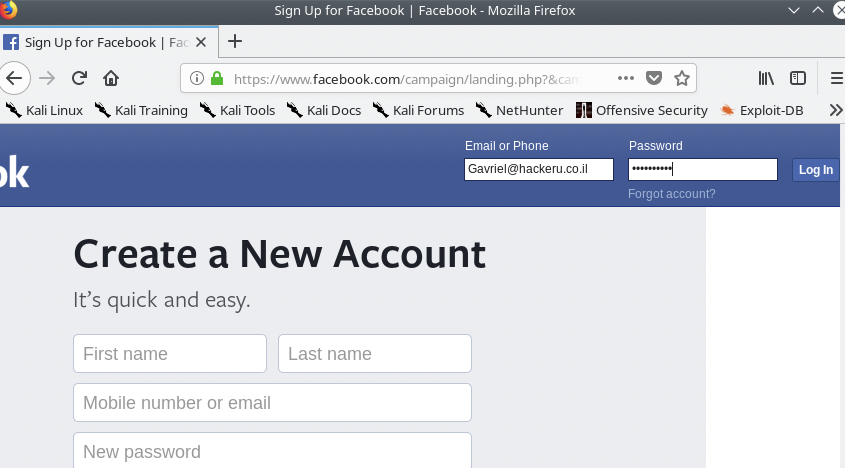 Sign Up for Facebook | Facebook - Mozilla Firefox
Sign Up for Facebook | Fac
https://www.facebook.com/campaign/landing.php?&cam
Kali Linux Kali Training Kali Tools Kali Docs Kali Forums NetHunter Offensive Security Exploit-DB
Email or Phone Password
ok Gavriel@hackeru.co.il •••••••••• Log In
Forgot account?
Create a New Account
It's quick and easy.
First name Last name
Mobile number or email
New password